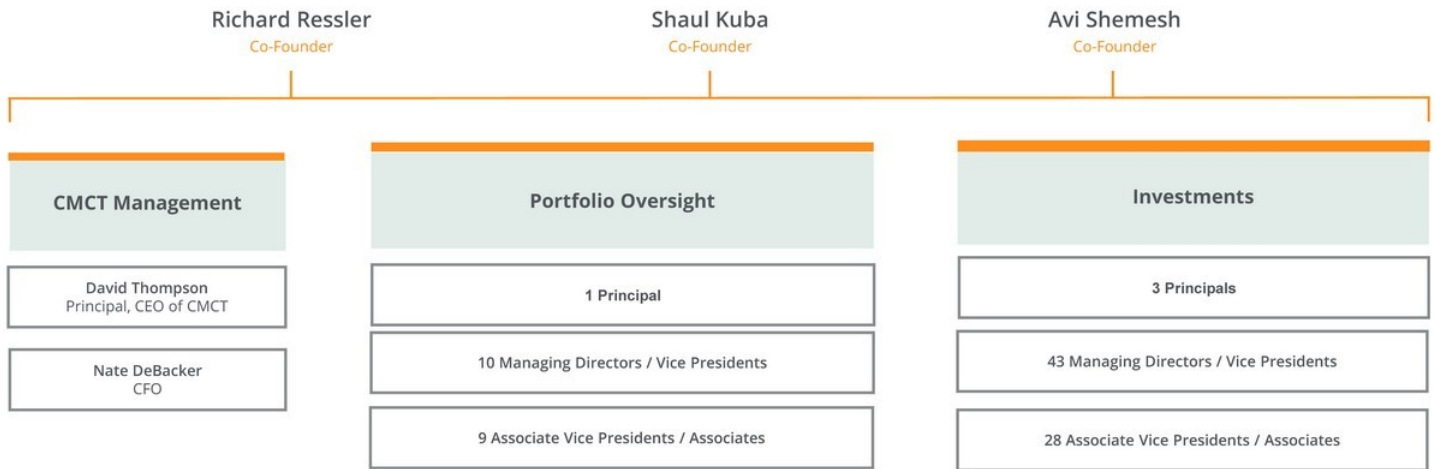 Richard Ressler
Co-Founder
Shaul Kuba
Co-Founder
Avi Shemesh
Co-Founder
CMCT Management
David Thompson
Principal, CEO of CMCT
Nate DeBacker
CFO
Portfolio Oversight
1 Principal
10 Managing Directors / Vice Presidents
9 Associate Vice Presidents / Associates
Investments
3 Principals
43 Managing Directors / Vice Presidents
28 Associate Vice Presidents / Associates